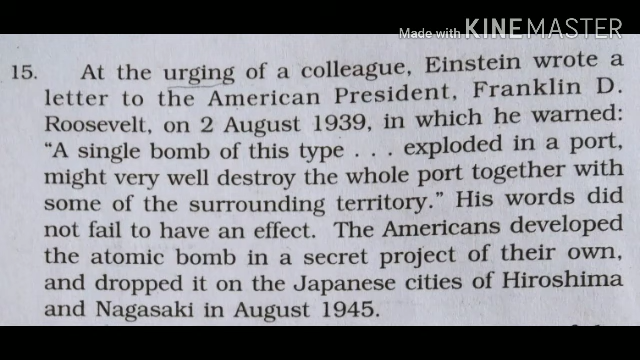 Made with KINEMASTER
15. At the urging of a colleague, Einstein wrote a
letter to the American President, Franklin D.
Roosevelt, on 2 August 1939, in which he warned:
“A single bomb of this type . . . exploded in a port,
might very well destroy the whole port together with
some of the surrounding territory.” His words did
not fail to have an effect. The Americans developed
the atomic bomb in a secret project of their own,
and dropped it on the Japanese cities of Hiroshima
and Nagasaki in August 1945.